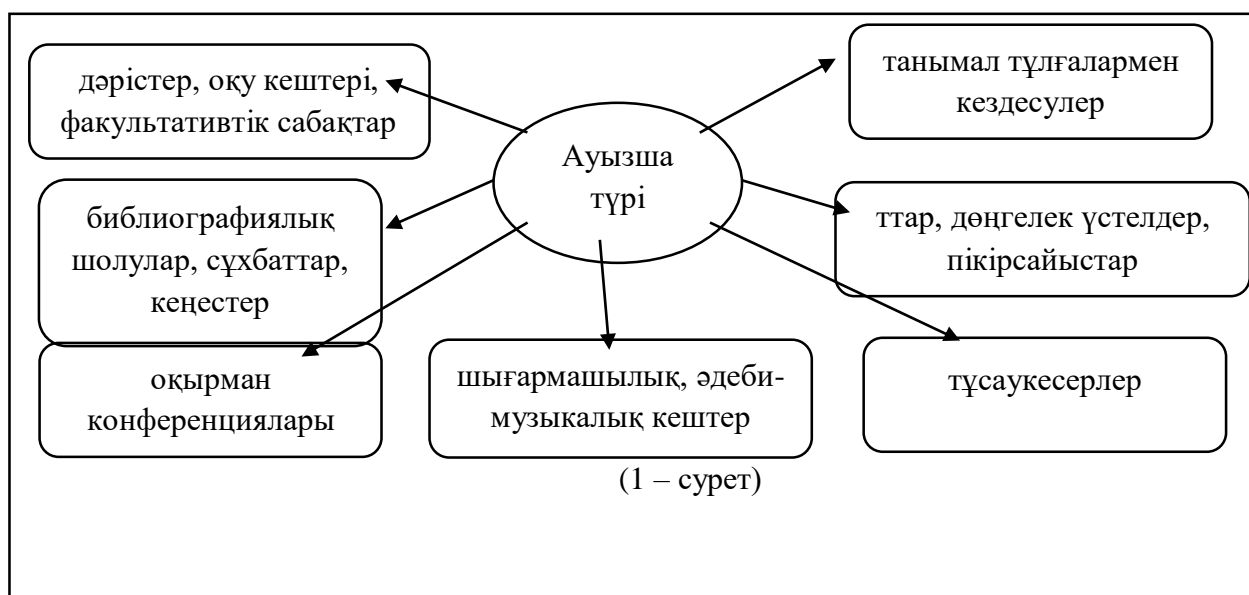 дәрістер, оқу кештері,
факультативтік сабақтар
танымал тұлғалармен
кездесулер
Ауызша
түрі
библиографиялық
шолулар, сұхбаттар,
кеңестер
ттар, дөңгелек үстелдер,
пікірсайыстар
оқырман
конференциялары
шығармашылық, әдеби-
музыкалық кештер
тұсаукесерлер
(1 – сурет)